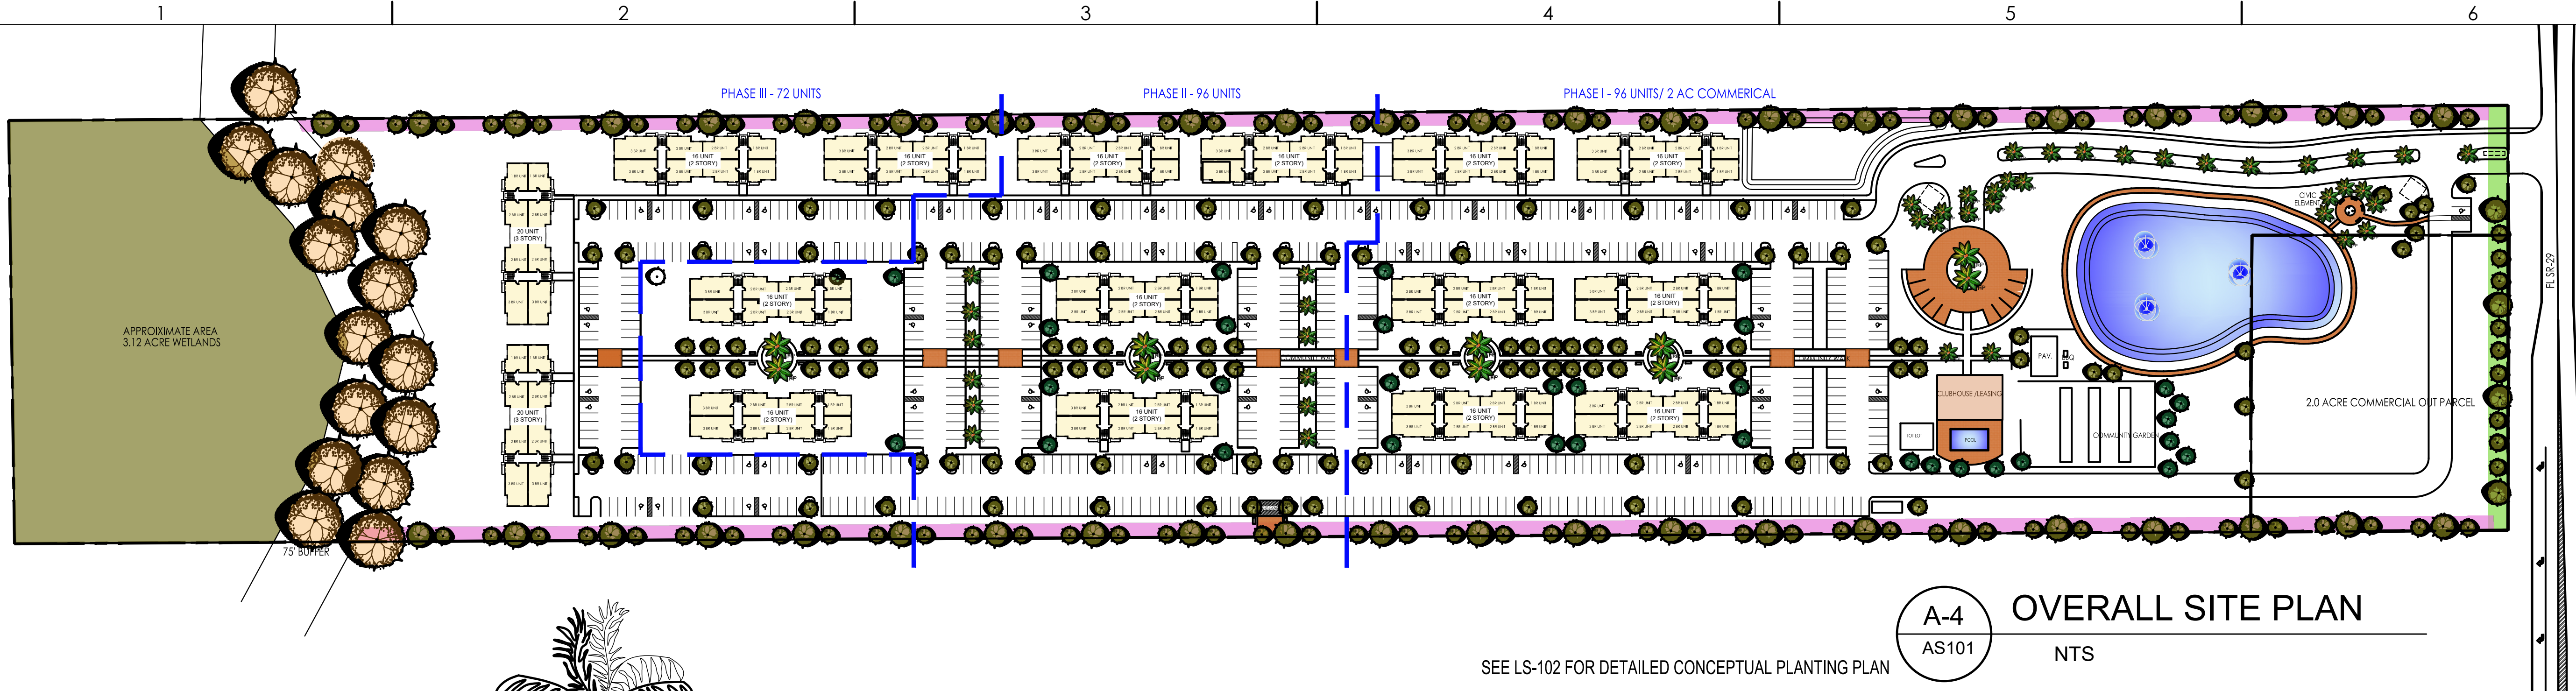 1
2
3
4
5
6
PHASE III - 72 UNITS
PHASE II - 96 UNITS
PHASE I - 96 UNITS/ 2 AC COMMERICAL
16 UNIT
(2 STORY)
16 UNIT
(2 STORY)
16 UNIT
(2 STORY)
16 UNIT
(2 STORY)
16 UNIT
(2 STORY)
16 UNIT
(2 STORY)
20 UNIT
(3 STORY)
CIVIC
ELEMENT
FL SR-29
16 UNIT
(2 STORY)
16 UNIT
(2 STORY)
16 UNIT
(2 STORY)
16 UNIT
(2 STORY)
APPROIXIMATE AREA
3.12 ACRE WETLANDS
COMMUNITY WALK
COMMUNITY WALK
PAV.
BBQ
CLUBHOUSE /LEASING
2.0 ACRE COMMERCIAL OUT PARCEL
20 UNIT
(3 STORY)
16 UNIT
(2 STORY)
16 UNIT
(2 STORY)
16 UNIT
(2 STORY)
16 UNIT
(2 STORY)
TOT LOT
POOL
COMMUNITY GARDEN
75' BUFFER
A-4
AS101
OVERALL SITE PLAN
NTS
SEE LS-102 FOR DETAILED CONCEPTUAL PLANTING PLAN